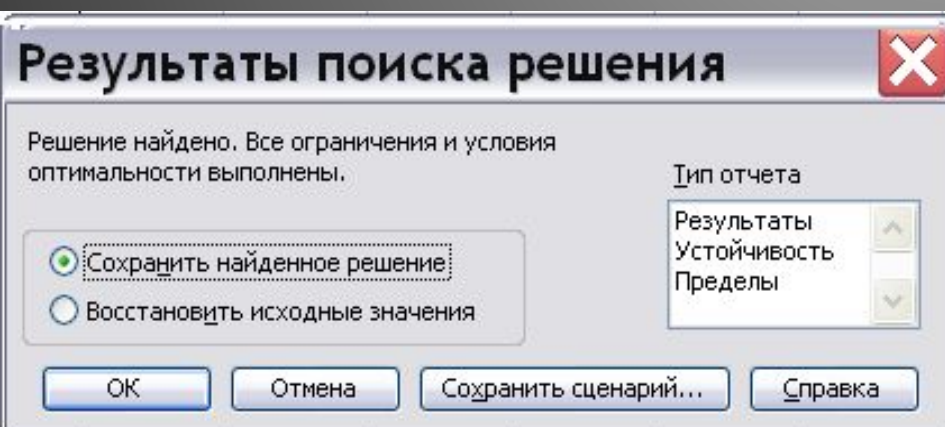 Результаты поиска решения
Решение найдено. Все ограничения и условия
оптимальности выполнены.
Тип отчета
Результаты
Устойчивость
Пределы
Сохранить найденное решение
Восстановить исходные значения
ОК
Отмена
Сохранить сценарий...
Справка